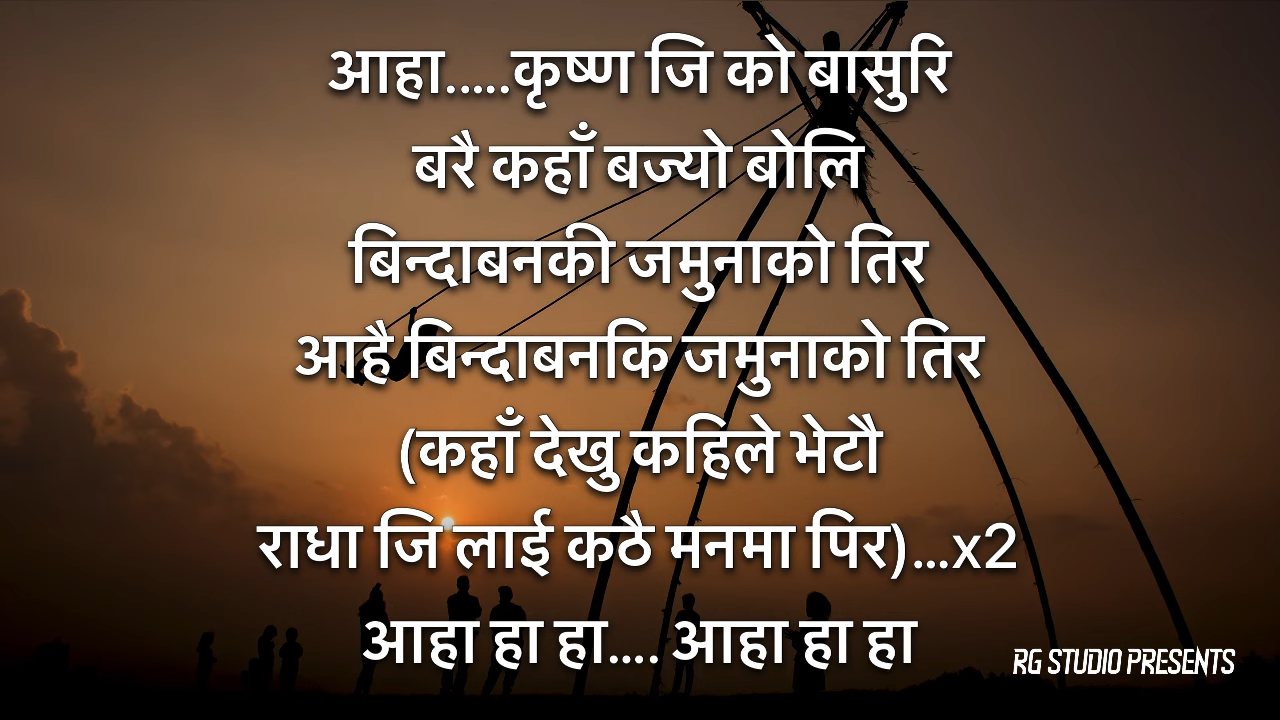 आहा.....कृष्ण जि को बासुरि
बरै कहाँ बज्यो बोलि
बिन्दाबनकी जमुनाको तिर
आहै बिन्दाबनकि जमुनाको तिर
(कहाँ देखु कहिले भेटौ
राधा जि लाई कठै मनमा पिर)...x2
आहा हा हा.... आहा हा हा
RG STUDIO PRESENTS